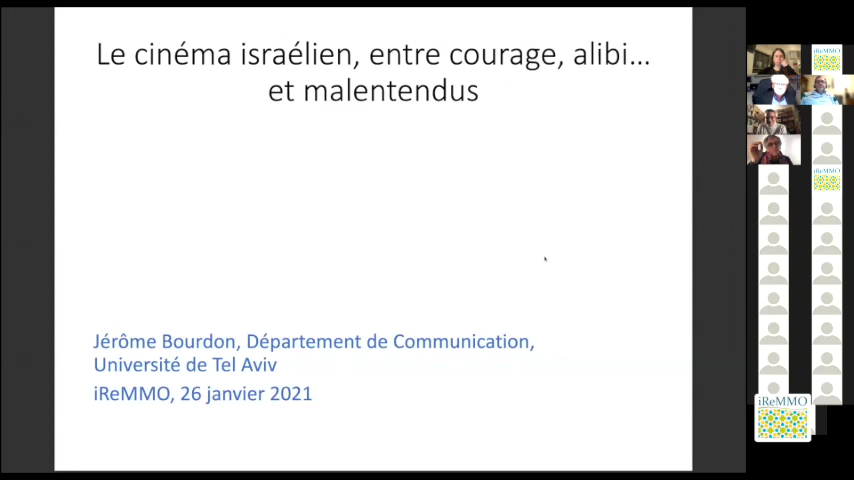 Le cinéma israélien, entre courage, alibi...
et malentendus
Jérôme Bourdon, Département de Communication,
Université de Tel Aviv
iReMMO, 26 janvier 2021
iReMMO
iReMMO
iReMMO